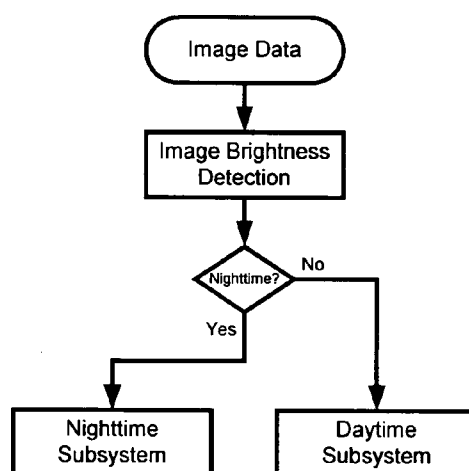 Image Data
Image Brightness
Detection
Nighttime?
No
Yes
Nighttime
Subsystem
Daytime
Subsystem